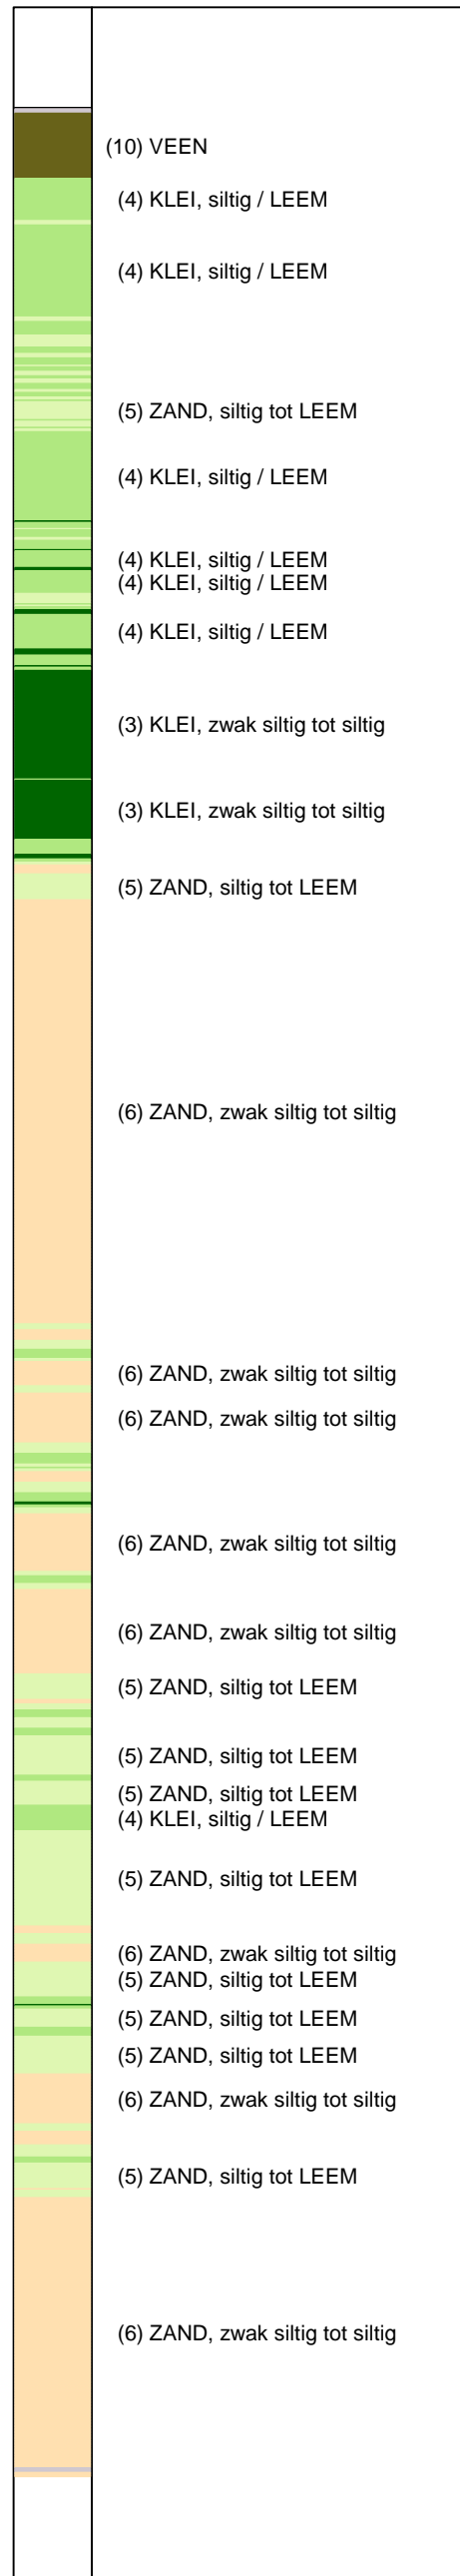 (10) VEEN
(4) KLEI, siltig / LEEM
(4) KLEI, siltig / LEEM
(5) ZAND, siltig tot LEEM
(4) KLEI, siltig / LEEM
(4) KLEI, siltig / LEEM
(4) KLEI, siltig / LEEM
(4) KLEI, siltig / LEEM
(3) KLEI, zwak siltig tot siltig
(3) KLEI, zwak siltig tot siltig
(5) ZAND, siltig tot LEEM
(6) ZAND, zwak siltig tot siltig
(6) ZAND, zwak siltig tot siltig
(6) ZAND, zwak siltig tot siltig
(6) ZAND, zwak siltig tot siltig
(6) ZAND, zwak siltig tot siltig
(5) ZAND, siltig tot LEEM
(5) ZAND, siltig tot LEEM
(5) ZAND, siltig tot LEEM
(4) KLEI, siltig / LEEM
(5) ZAND, siltig tot LEEM
(6) ZAND, zwak siltig tot siltig
(5) ZAND, siltig tot LEEM
(5) ZAND, siltig tot LEEM
(5) ZAND, siltig tot LEEM
(6) ZAND, zwak siltig tot siltig
(5) ZAND, siltig tot LEEM
(6) ZAND, zwak siltig tot siltig